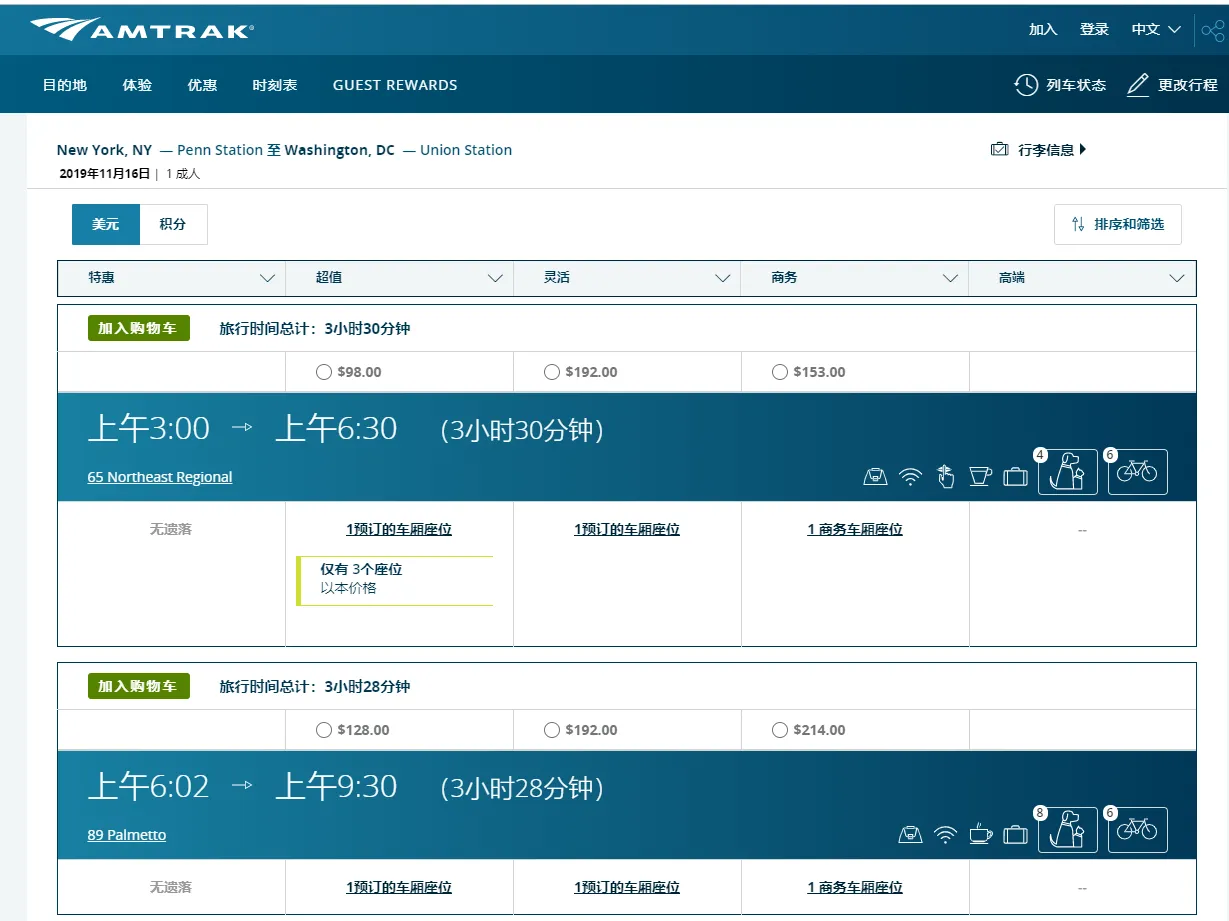 AMTRAK®
加入 登录 中文
目的地 体验 优惠 时刻表 GUEST REWARDS 列车状态 更改行程
New York, NY — Penn Station 至 Washington, DC — Union Station
行李信息
2019年11月16日 | 1 成人
美元 积分 排序和筛选
特惠 超值 灵活 商务 高端
加入购物车 旅行时间总计：3小时30分钟
$98.00 $192.00 $153.00
上午3:00 → 上午6:30 (3小时30分钟)
65 Northeast Regional 4 6
无遗落 1预订的车厢座位 1预订的车厢座位 1 商务车厢座位 --
仅有 3个座位
以本价格
加入购物车 旅行时间总计：3小时28分钟
$128.00 $192.00 $214.00
上午6:02 → 上午9:30 (3小时28分钟)
89 Palmetto 8 6
无遗落 1预订的车厢座位 1预订的车厢座位 1 商务车厢座位 --